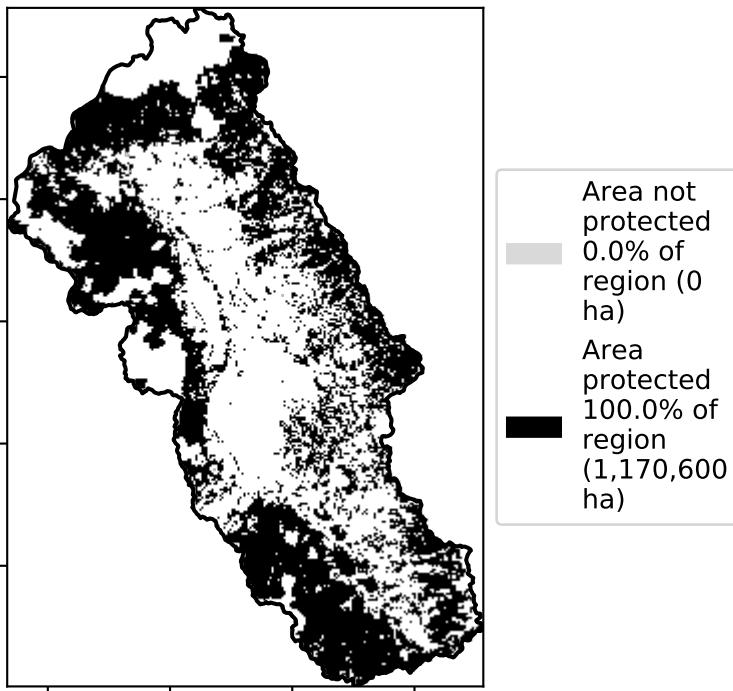 Area not
protected
0.0% of
region (0
ha)
Area
protected
100.0% of
region
(1,170,600
ha)